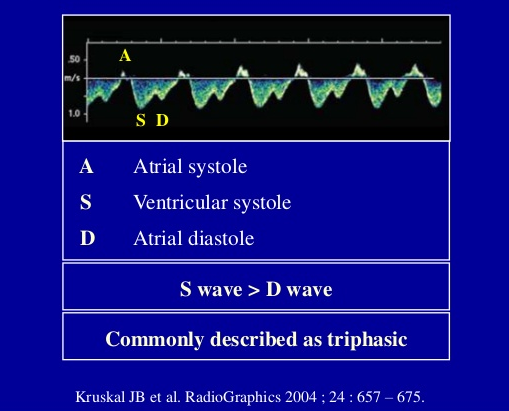 A
.50
m/s
1.0
S D
A Atrial systole
S Ventricular systole
D Atrial diastole
S wave > D wave
Commonly described as triphasic
Kruskal JB et al. RadioGraphics 2004 ; 24 : 657 – 675.